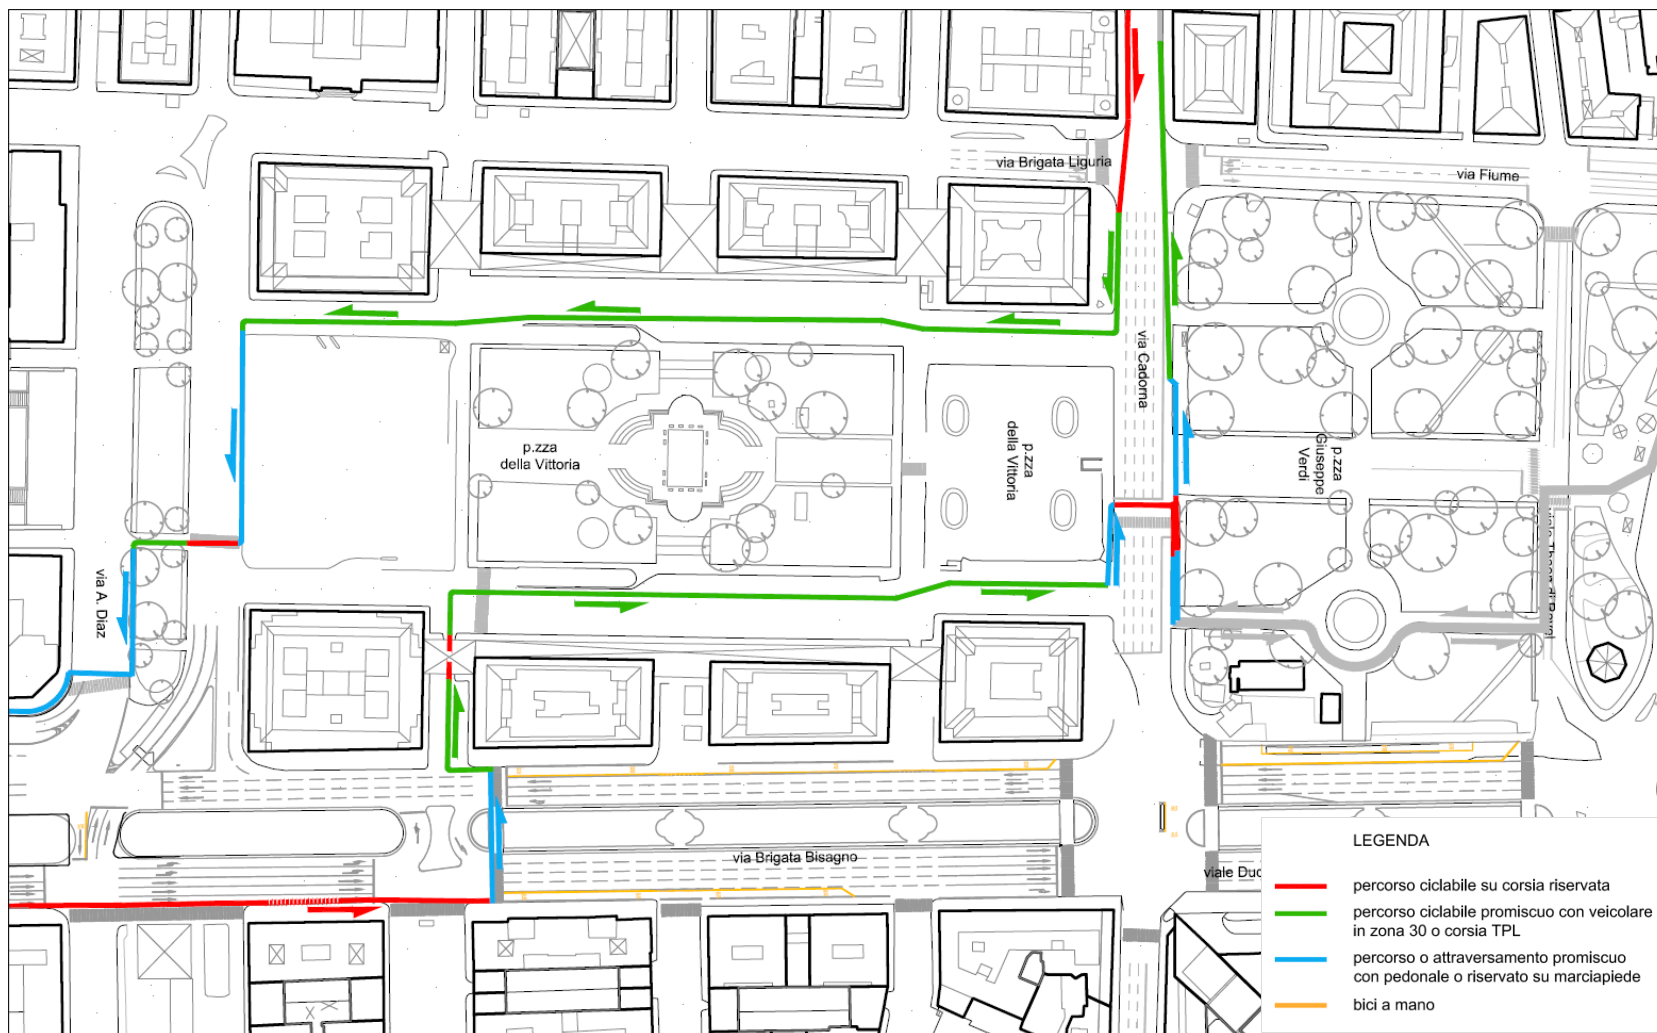 via Brigata Liguria
via Fiume
via Cadorna
p.zza
della Vittoria
p.zza
della Vittoria
p.zza
Giuseppe
Verdi
via A. Diaz
via Brigata Bisagno
viale Duc
LEGENDA
percorso ciclabile su corsia riservata
percorso ciclabile promiscuo con veicolare
in zona 30 o corsia TPL
percorso o attraversamento promiscuo
con pedonale o riservato su marciapiede
bici a mano